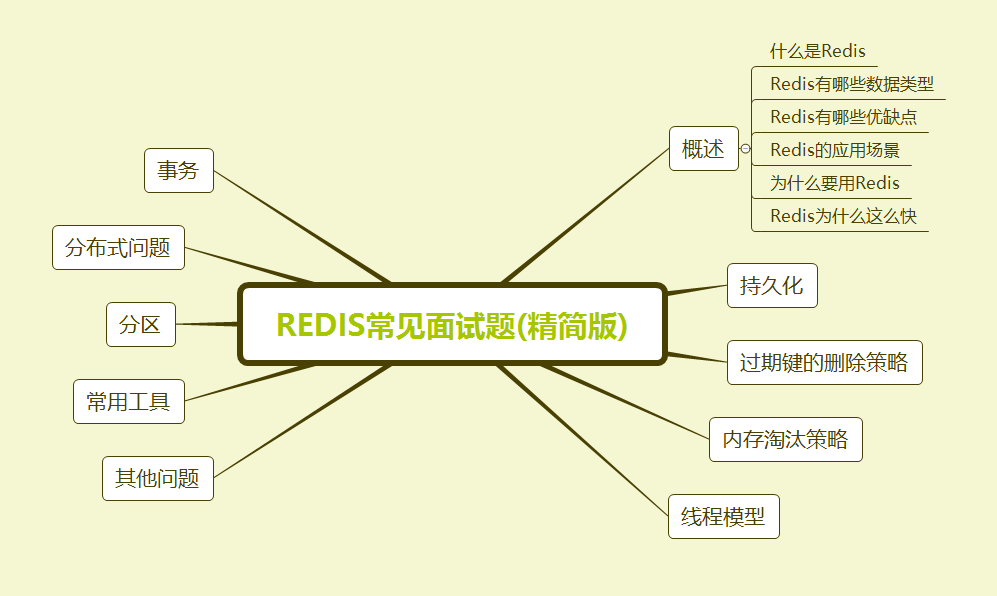 REDIS常见面试题(精简版)
概述
什么是Redis
Redis有哪些数据类型
Redis有哪些优缺点
Redis的应用场景
为什么要用Redis
Redis为什么这么快
持久化
过期键的删除策略
内存淘汰策略
线程模型
事务
分布式问题
分区
常用工具
其他问题